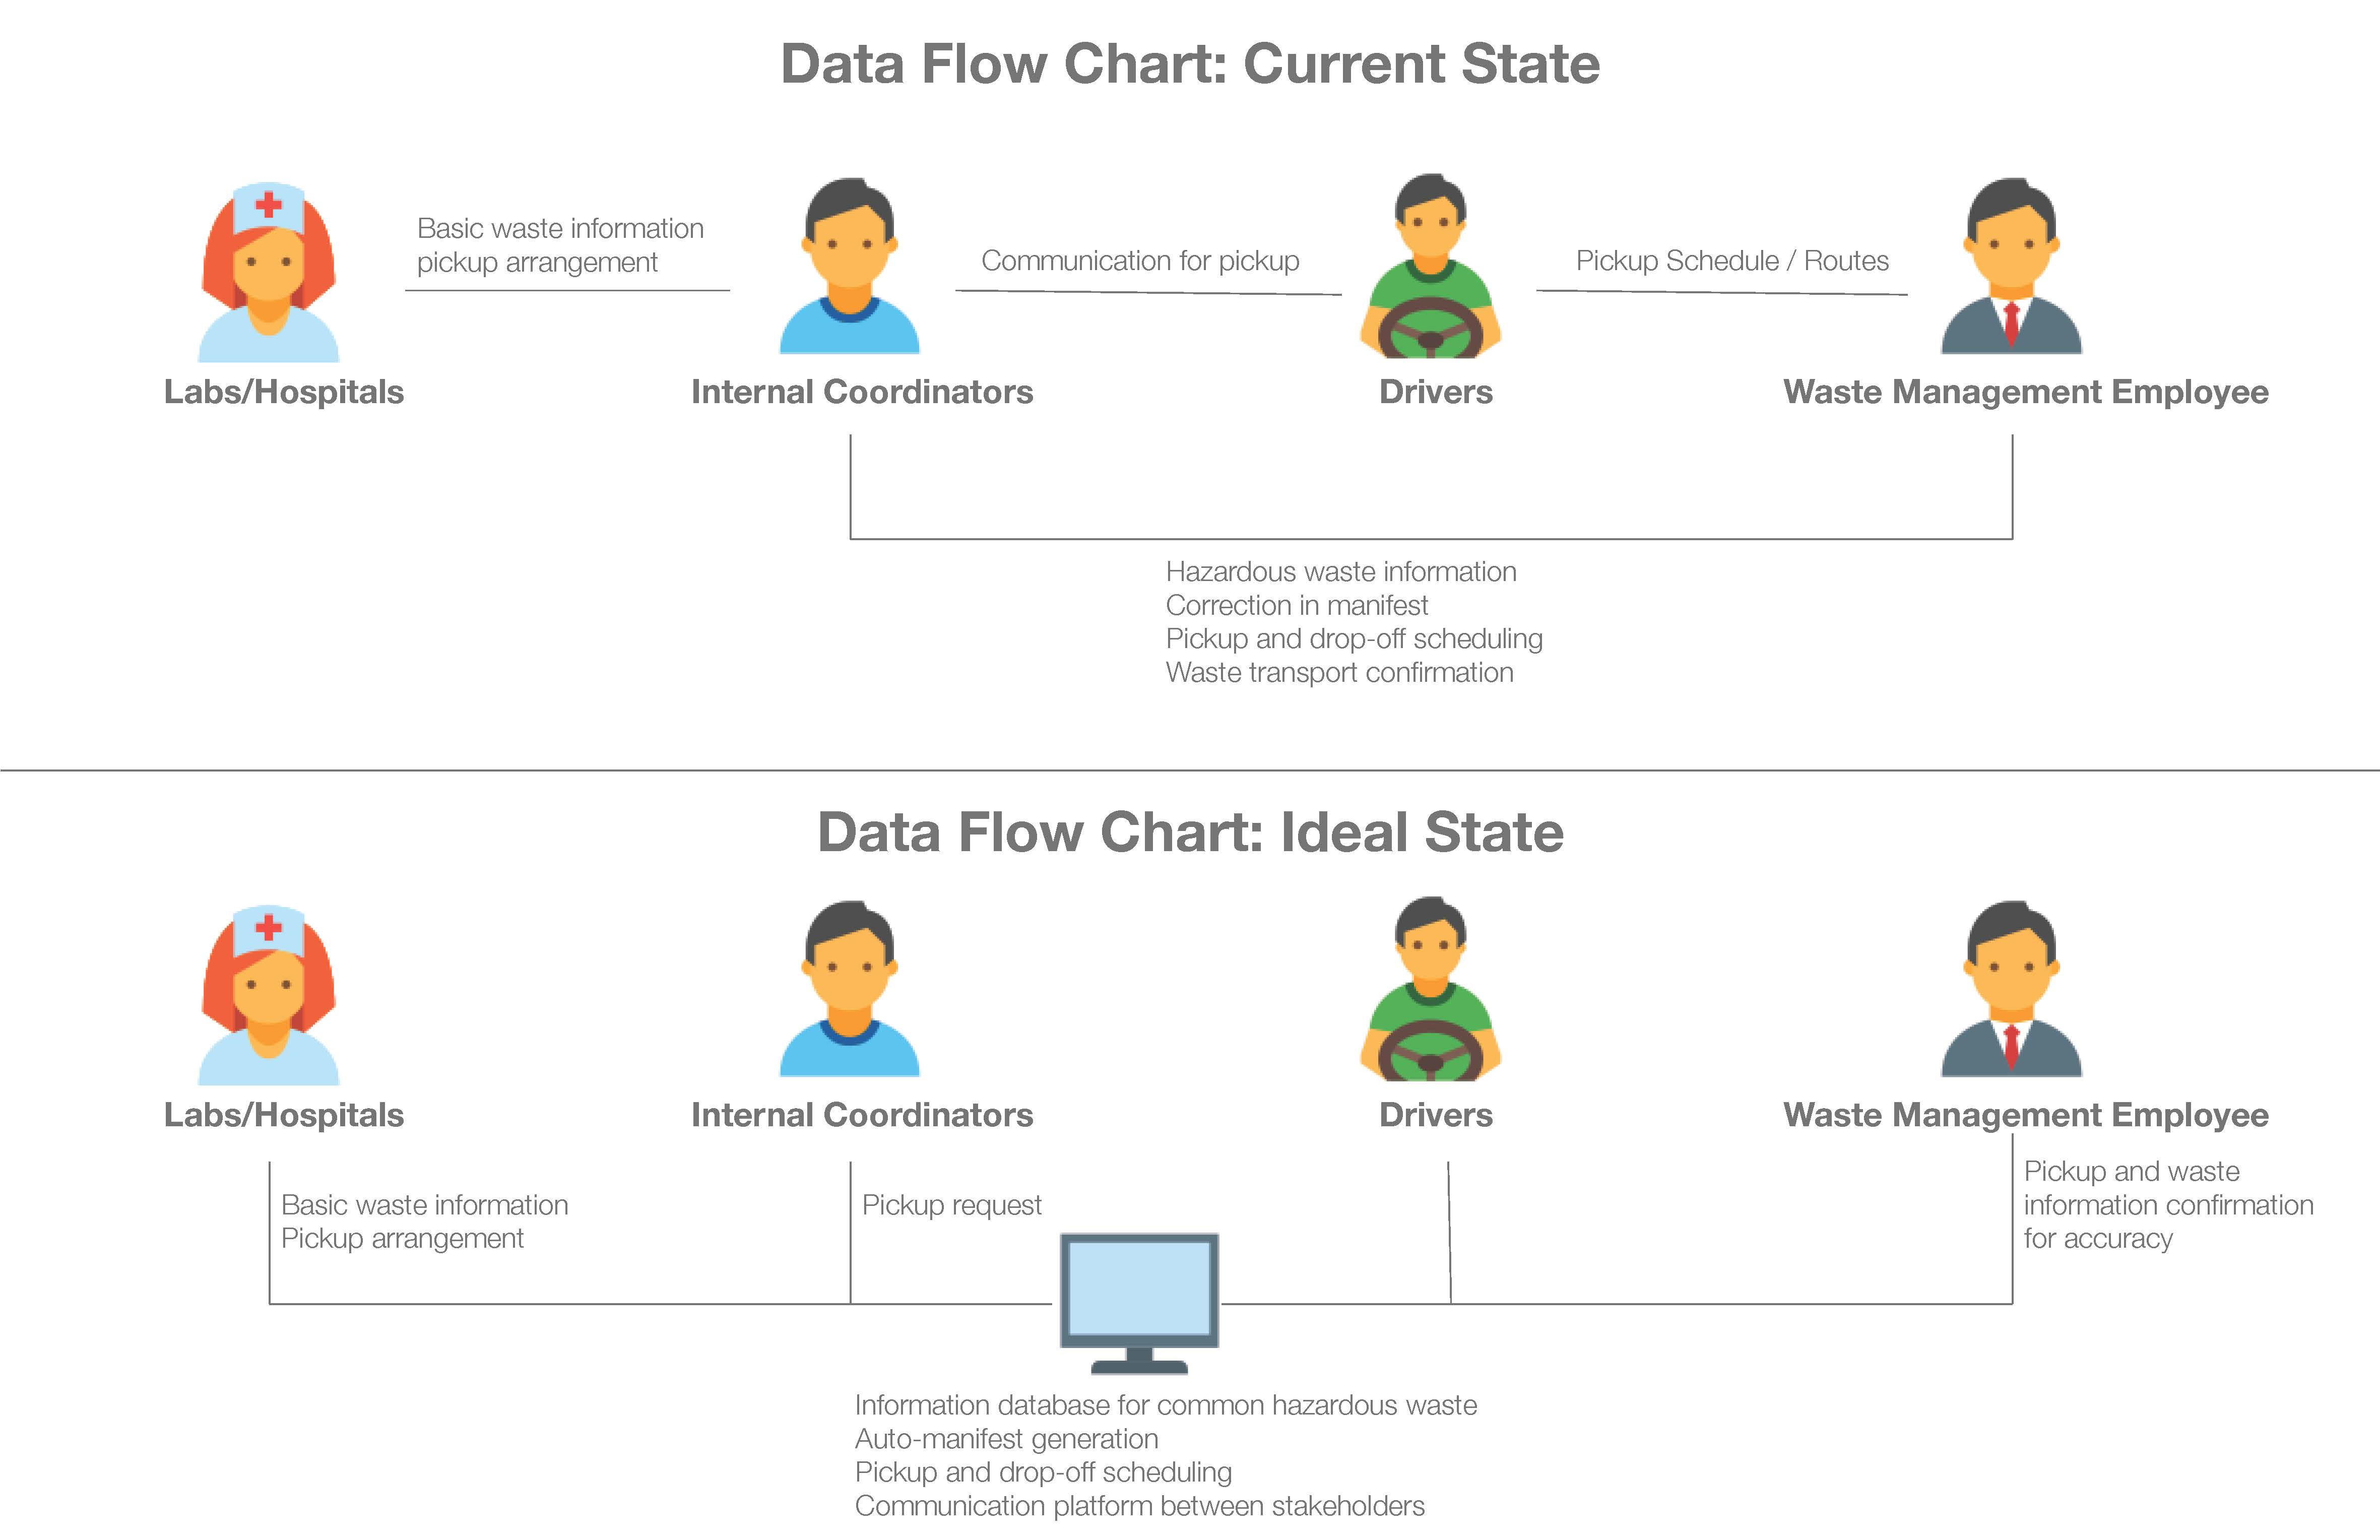 Data Flow Chart: Current State
Basic waste information
pickup arrangement
Communication for pickup
Pickup Schedule / Routes
Labs/Hospitals
Internal Coordinators
Drivers
Waste Management Employee
Hazardous waste information
Correction in manifest
Pickup and drop-off scheduling
Waste transport confirmation
Data Flow Chart: Ideal State
Labs/Hospitals
Internal Coordinators
Drivers
Waste Management Employee
Basic waste information
Pickup arrangement
Pickup request
Pickup and waste
information confirmation
for accuracy
Information database for common hazardous waste
Auto-manifest generation
Pickup and drop-off scheduling
Communication platform between stakeholders